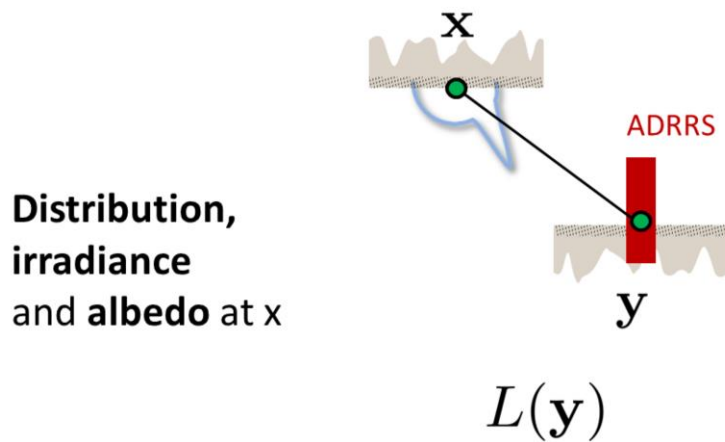 x
ADRRS
Distribution,
irradiance
and albedo at x
y
L(y)